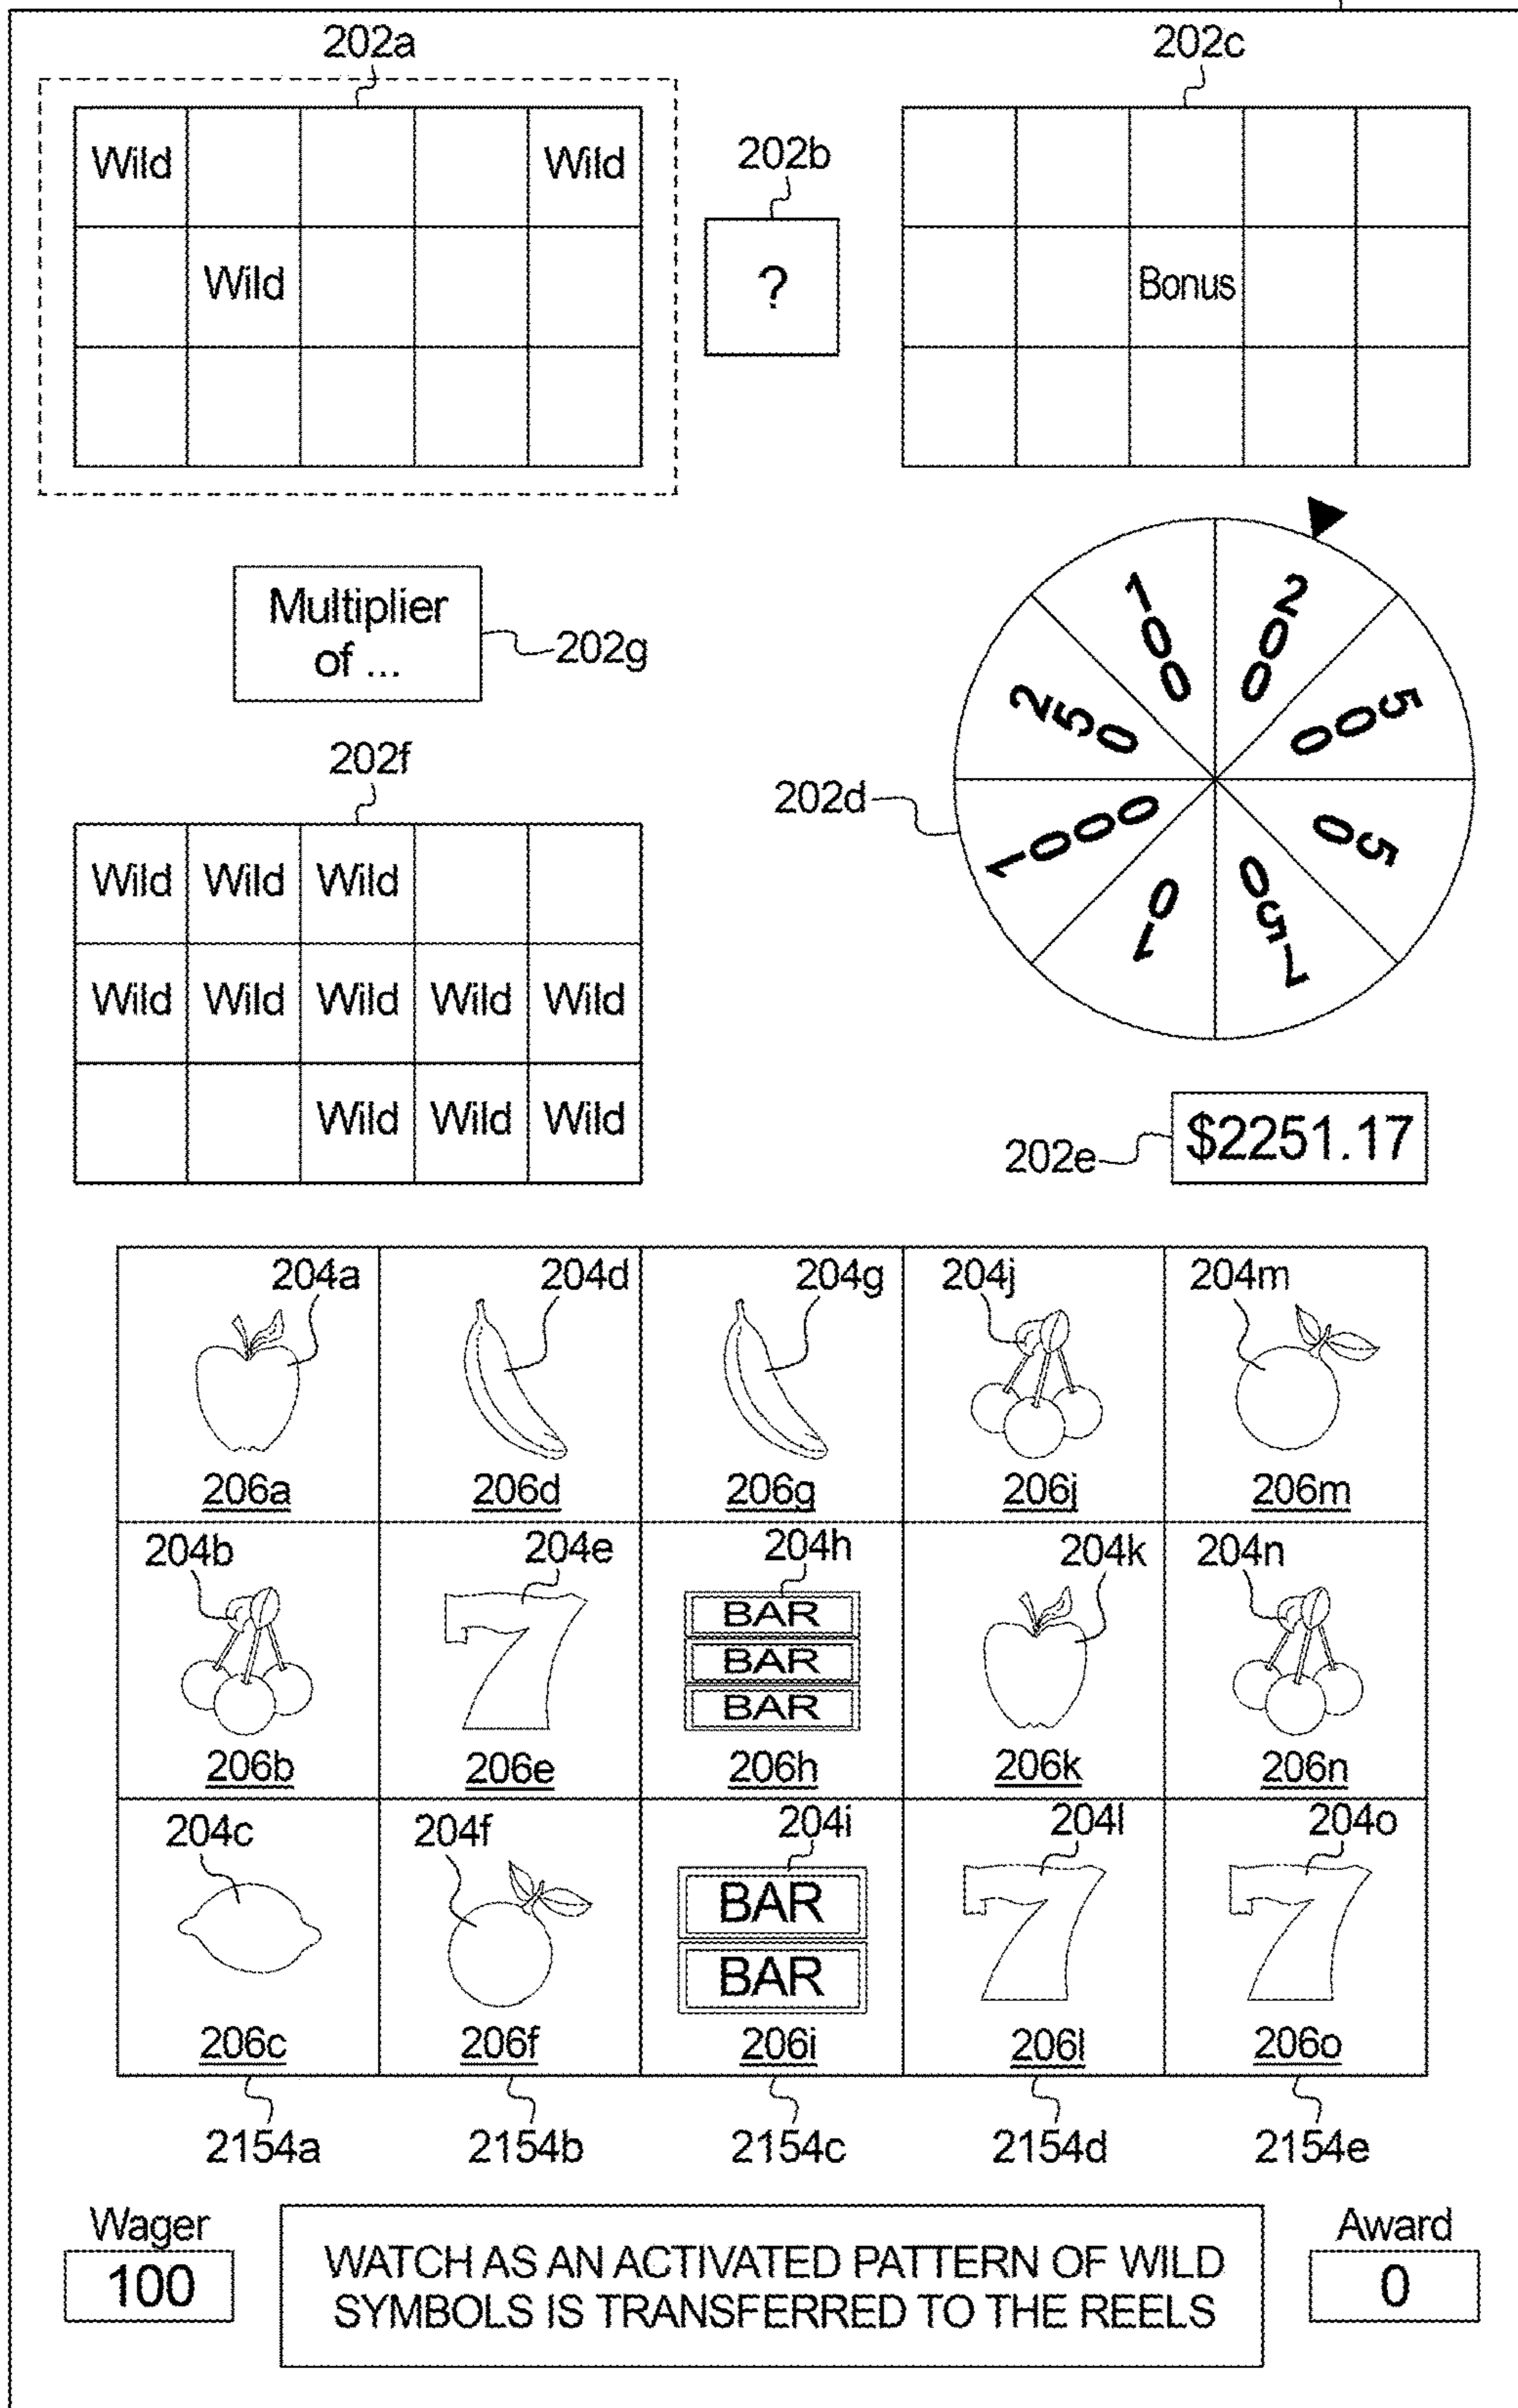 202a
202c
Wild
Wild
202b
Wild
?
Bonus
Multiplier
of ...
202g
100
200
250
500
202f
202d
1000
50
10
750
Wild Wild Wild
Wild Wild Wild Wild Wild
Wild Wild Wild
202e
$2251.17
204a 204d 204g 204j 204m
206a 206d 206g 206j 206m
204b 204e 204h 204k 204n
BAR
BAR
BAR
206b 206e 206h 206k 206n
204c 204f 204i 204l 204o
7 7 7
BAR
BAR
206c 206f 206i 206l 206o
2154a 2154b 2154c 2154d 2154e
Wager
100
WATCH AS AN ACTIVATED PATTERN OF WILD
SYMBOLS IS TRANSFERRED TO THE REELS
Award
0